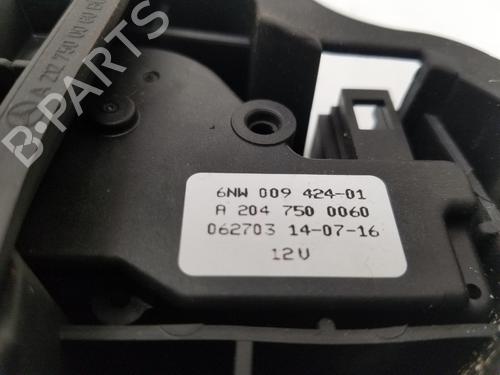 6NW 009 424-01
A 204 750 0060
062703 14-07-16
12V
B-PARTS